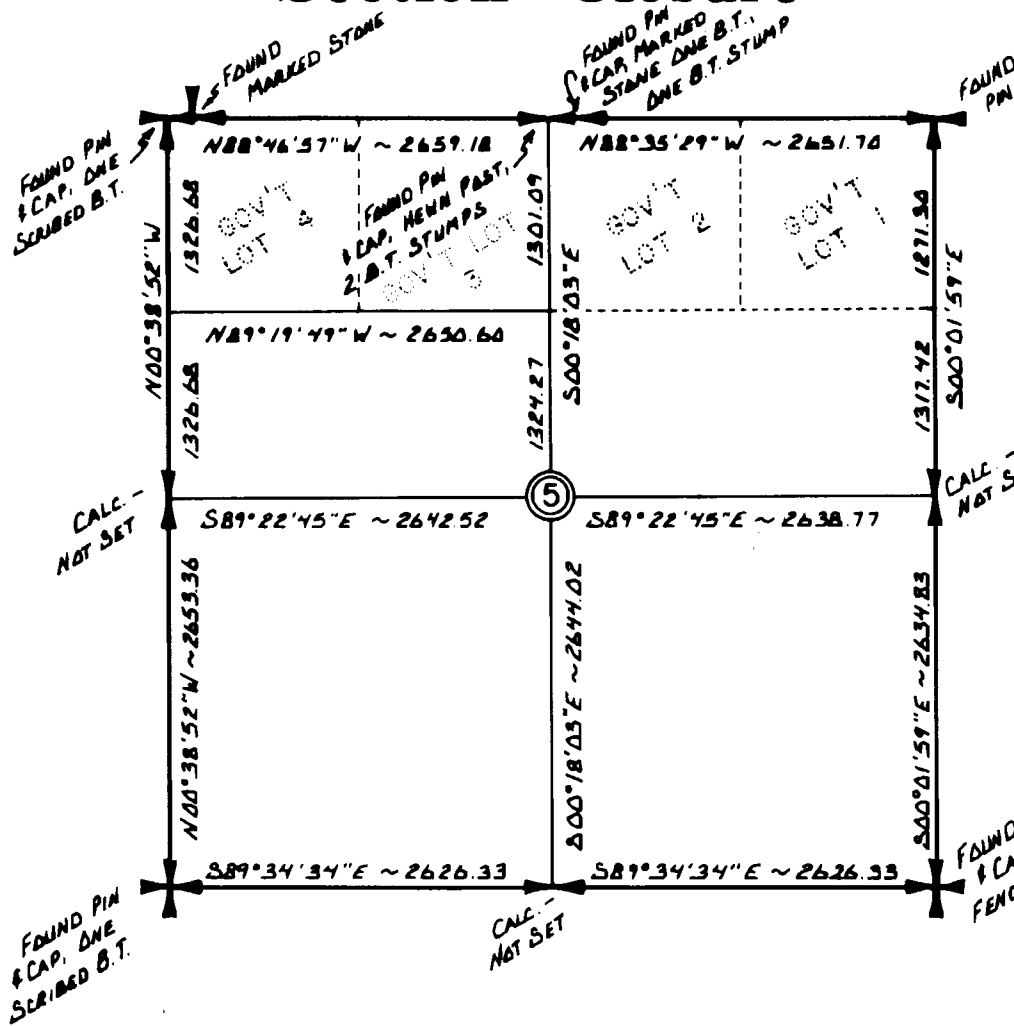 FOUND
MARKED STONE
FOUND PIN
& CAP, MARKED
STONE ONE B.T.,
ONE B.T. STUMP
FOUND
PIN
N88°46'57"W ~ 2659.18
N88°35'29"W ~ 2651.70
FOUND PIN
& CAP, ONE
SCRIBED B.T.
FOUND PIN
& CAP, HEWN POST,
2 B.T. STUMPS
1326.68
GOV'T
LOT 4
GOV'T LOT
3
1301.09
GOV'T
LOT 2
GOV'T
LOT 1
1271.30
N00°38'52"W
S00°18'03"E
S00°01'59"E
N89°19'49"W ~ 2650.60
1326.68
1324.27
1317.42
CALC. -
NOT SET
5
CALC. -
NOT S
S89°22'45"E ~ 2642.52
S89°22'45"E ~ 2638.77
N00°38'52"W ~ 2653.36
S00°18'03"E ~ 2644.02
S00°01'59"E ~ 2634.83
S89°34'34"E ~ 2626.33
S89°34'34"E ~ 2626.33
FOUND PIN
& CAP, ONE
SCRIBED B.T.
CALC. -
NOT SET
FOUND
& CA
FENC